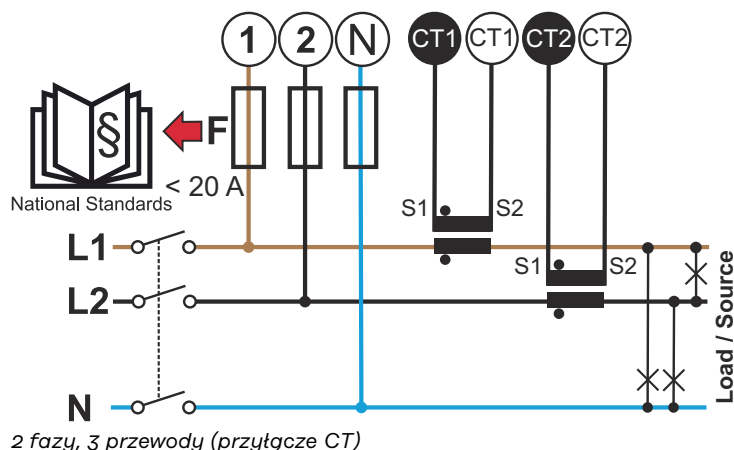 1 2 N CT1 CT1 CT2 CT2
§ F
< 20 A
National Standards
S1 S2
L1
S1 S2
L2
Load / Source
N
2 fazy, 3 przewody (przyłącze CT)